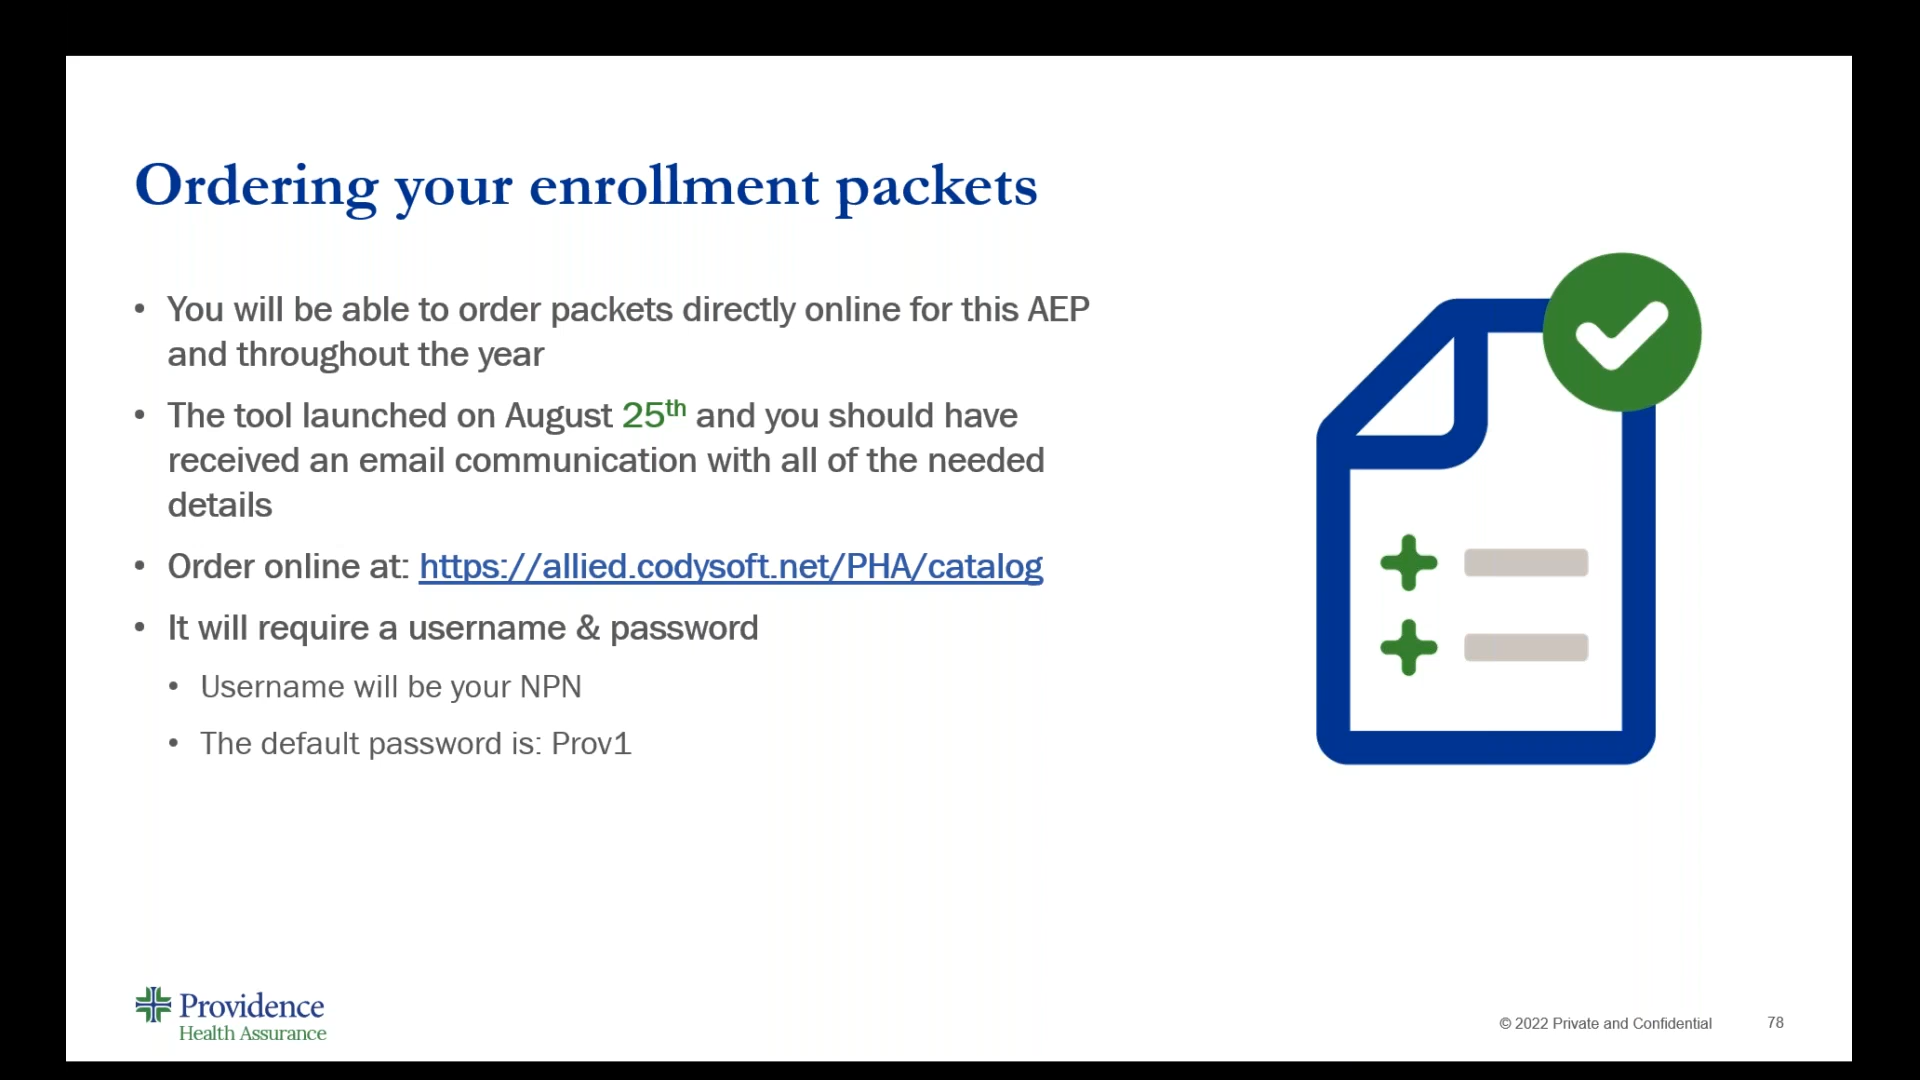 Ordering your enrollment packets
• You will be able to order packets directly online for this AEP
and throughout the year
• The tool launched on August 25th and you should have
received an email communication with all of the needed
details
• Order online at: https://allied.codysoft.net/PHA/catalog
• It will require a username & password
• Username will be your NPN
• The default password is: Prov1
Providence
Health Assurance
© 2022 Private and Confidential 78